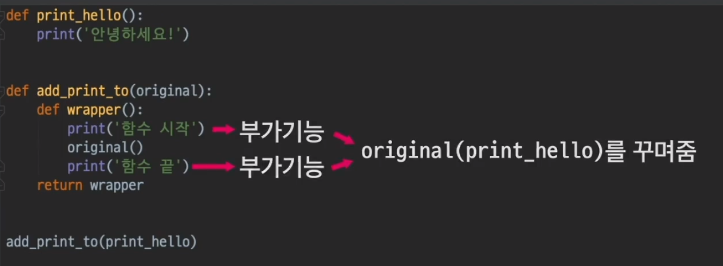 def print_hello():
    print('안녕하세요!')
def add_print_to(original):
    def wrapper():
        print('함수 시작') 부가기능
        original() original(print_hello)를 꾸며줌
        print('함수 끝') 부가기능
    return wrapper
add_print_to(print_hello)